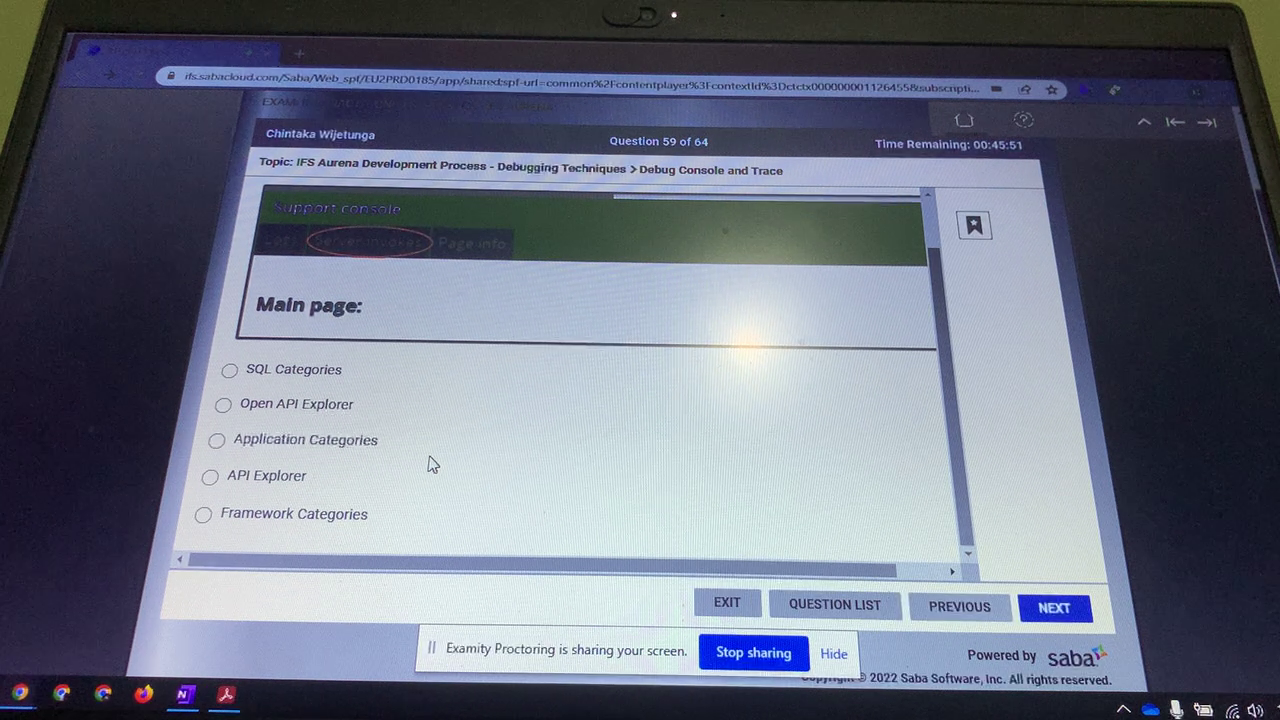 ifs.sabacloud.com/Saba/Web_spf/EU2PRD0185/app/shared;spf-url=common%2Fcontentplayer%3FcontextId%3Dctctx000000001126455&subscripti...
Chintaka Wijetunga
Question 59 of 64
Time Remaining: 00:45:51
Topic: IFS Aurena Development Process - Debugging Techniques > Debug Console and Trace
Support console
Server invokes
Page info
Main page:
SQL Categories
Open API Explorer
Application Categories
API Explorer
Framework Categories
EXIT
QUESTION LIST
PREVIOUS
NEXT
Examity Proctoring is sharing your screen.
Stop sharing
Hide
Powered by saba
© 2022 Saba Software, Inc. All rights reserved.